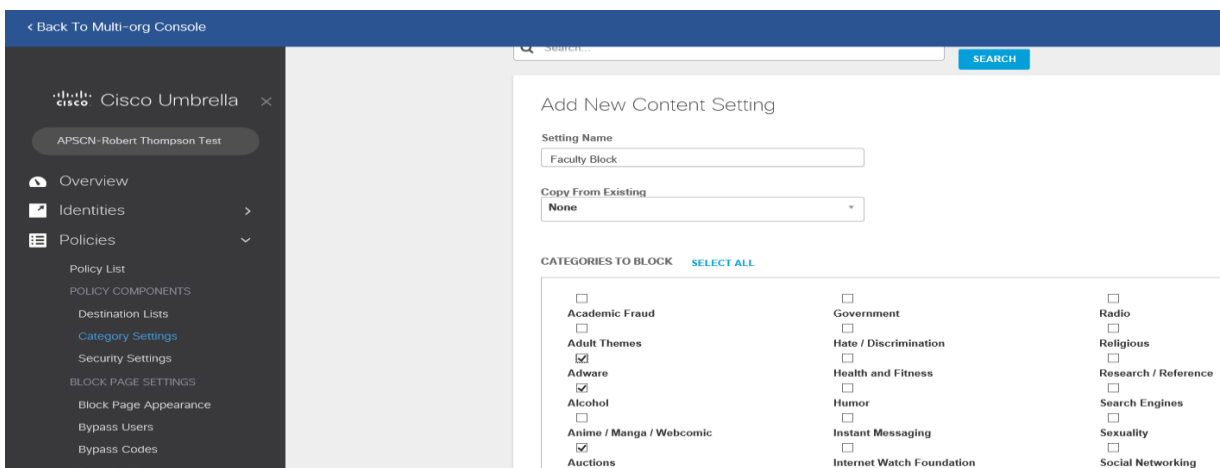 < Back To Multi-org Console
Search...
SEARCH
cisco Cisco Umbrella ×
APSCN-Robert Thompson Test
Overview
Identities
Policies
Policy List
POLICY COMPONENTS
Destination Lists
Category Settings
Security Settings
BLOCK PAGE SETTINGS
Block Page Appearance
Bypass Users
Bypass Codes
Add New Content Setting
Setting Name
Faculty Block
Copy From Existing
None
CATEGORIES TO BLOCK SELECT ALL
Academic Fraud Government Radio
Adult Themes Hate / Discrimination Religious
Adware Health and Fitness Research / Reference
Alcohol Humor Search Engines
Anime / Manga / Webcomic Instant Messaging Sexuality
Auctions Internet Watch Foundation Social Networking